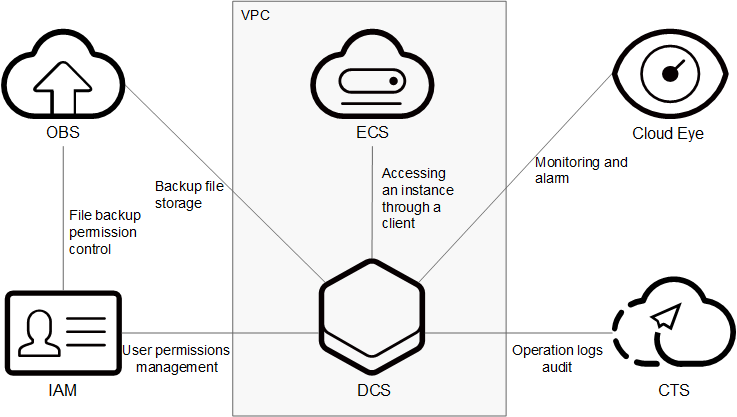 VPC
OBS
ECS
Cloud Eye
Backup file
storage
Accessing
an instance
through a
client
Monitoring and
alarm
File backup
permission
control
User permissions
management
Operation logs
audit
IAM
DCS
CTS